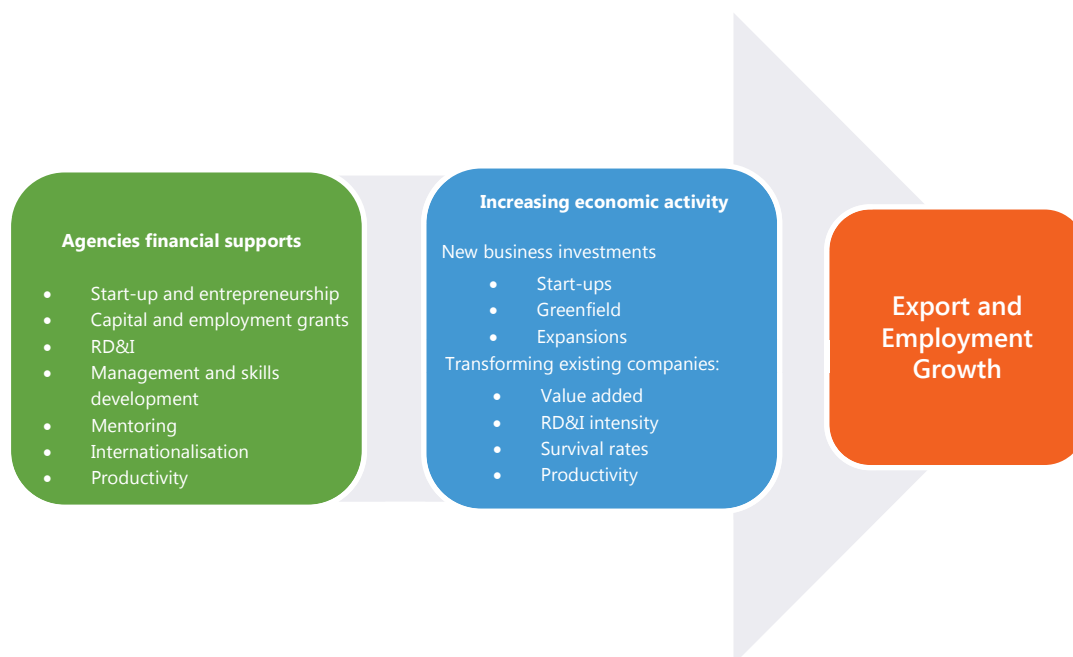 Agencies financial supports
• Start-up and entrepreneurship
• Capital and employment grants
• RD&I
• Management and skills
development
• Mentoring
• Internationalisation
• Productivity
Increasing economic activity
New business investments
• Start-ups
• Greenfield
• Expansions
Transforming existing companies:
• Value added
• RD&I intensity
• Survival rates
• Productivity
Export and
Employment
Growth